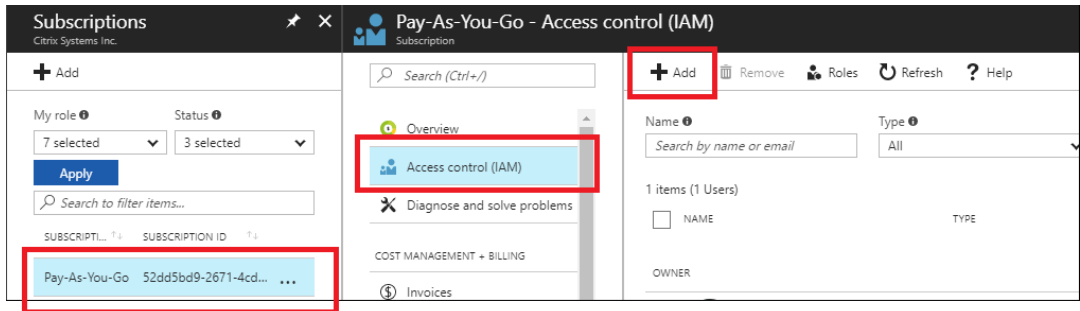 Subscriptions
Citrix Systems Inc.
Add
My role
Status
7 selected
3 selected
Apply
Search to filter items...
SUBSCRIPTI... SUBSCRIPTION ID
Pay-As-You-Go 52dd5bd9-2671-4cd... ...
Pay-As-You-Go - Access control (IAM)
Subscription
Search (Ctrl+/)
Overview
Access control (IAM)
Diagnose and solve problems
COST MANAGEMENT + BILLING
Invoices
Add Remove Roles Refresh ? Help
Name
Type
Search by name or email
All
1 items (1 Users)
NAME TYPE
OWNER